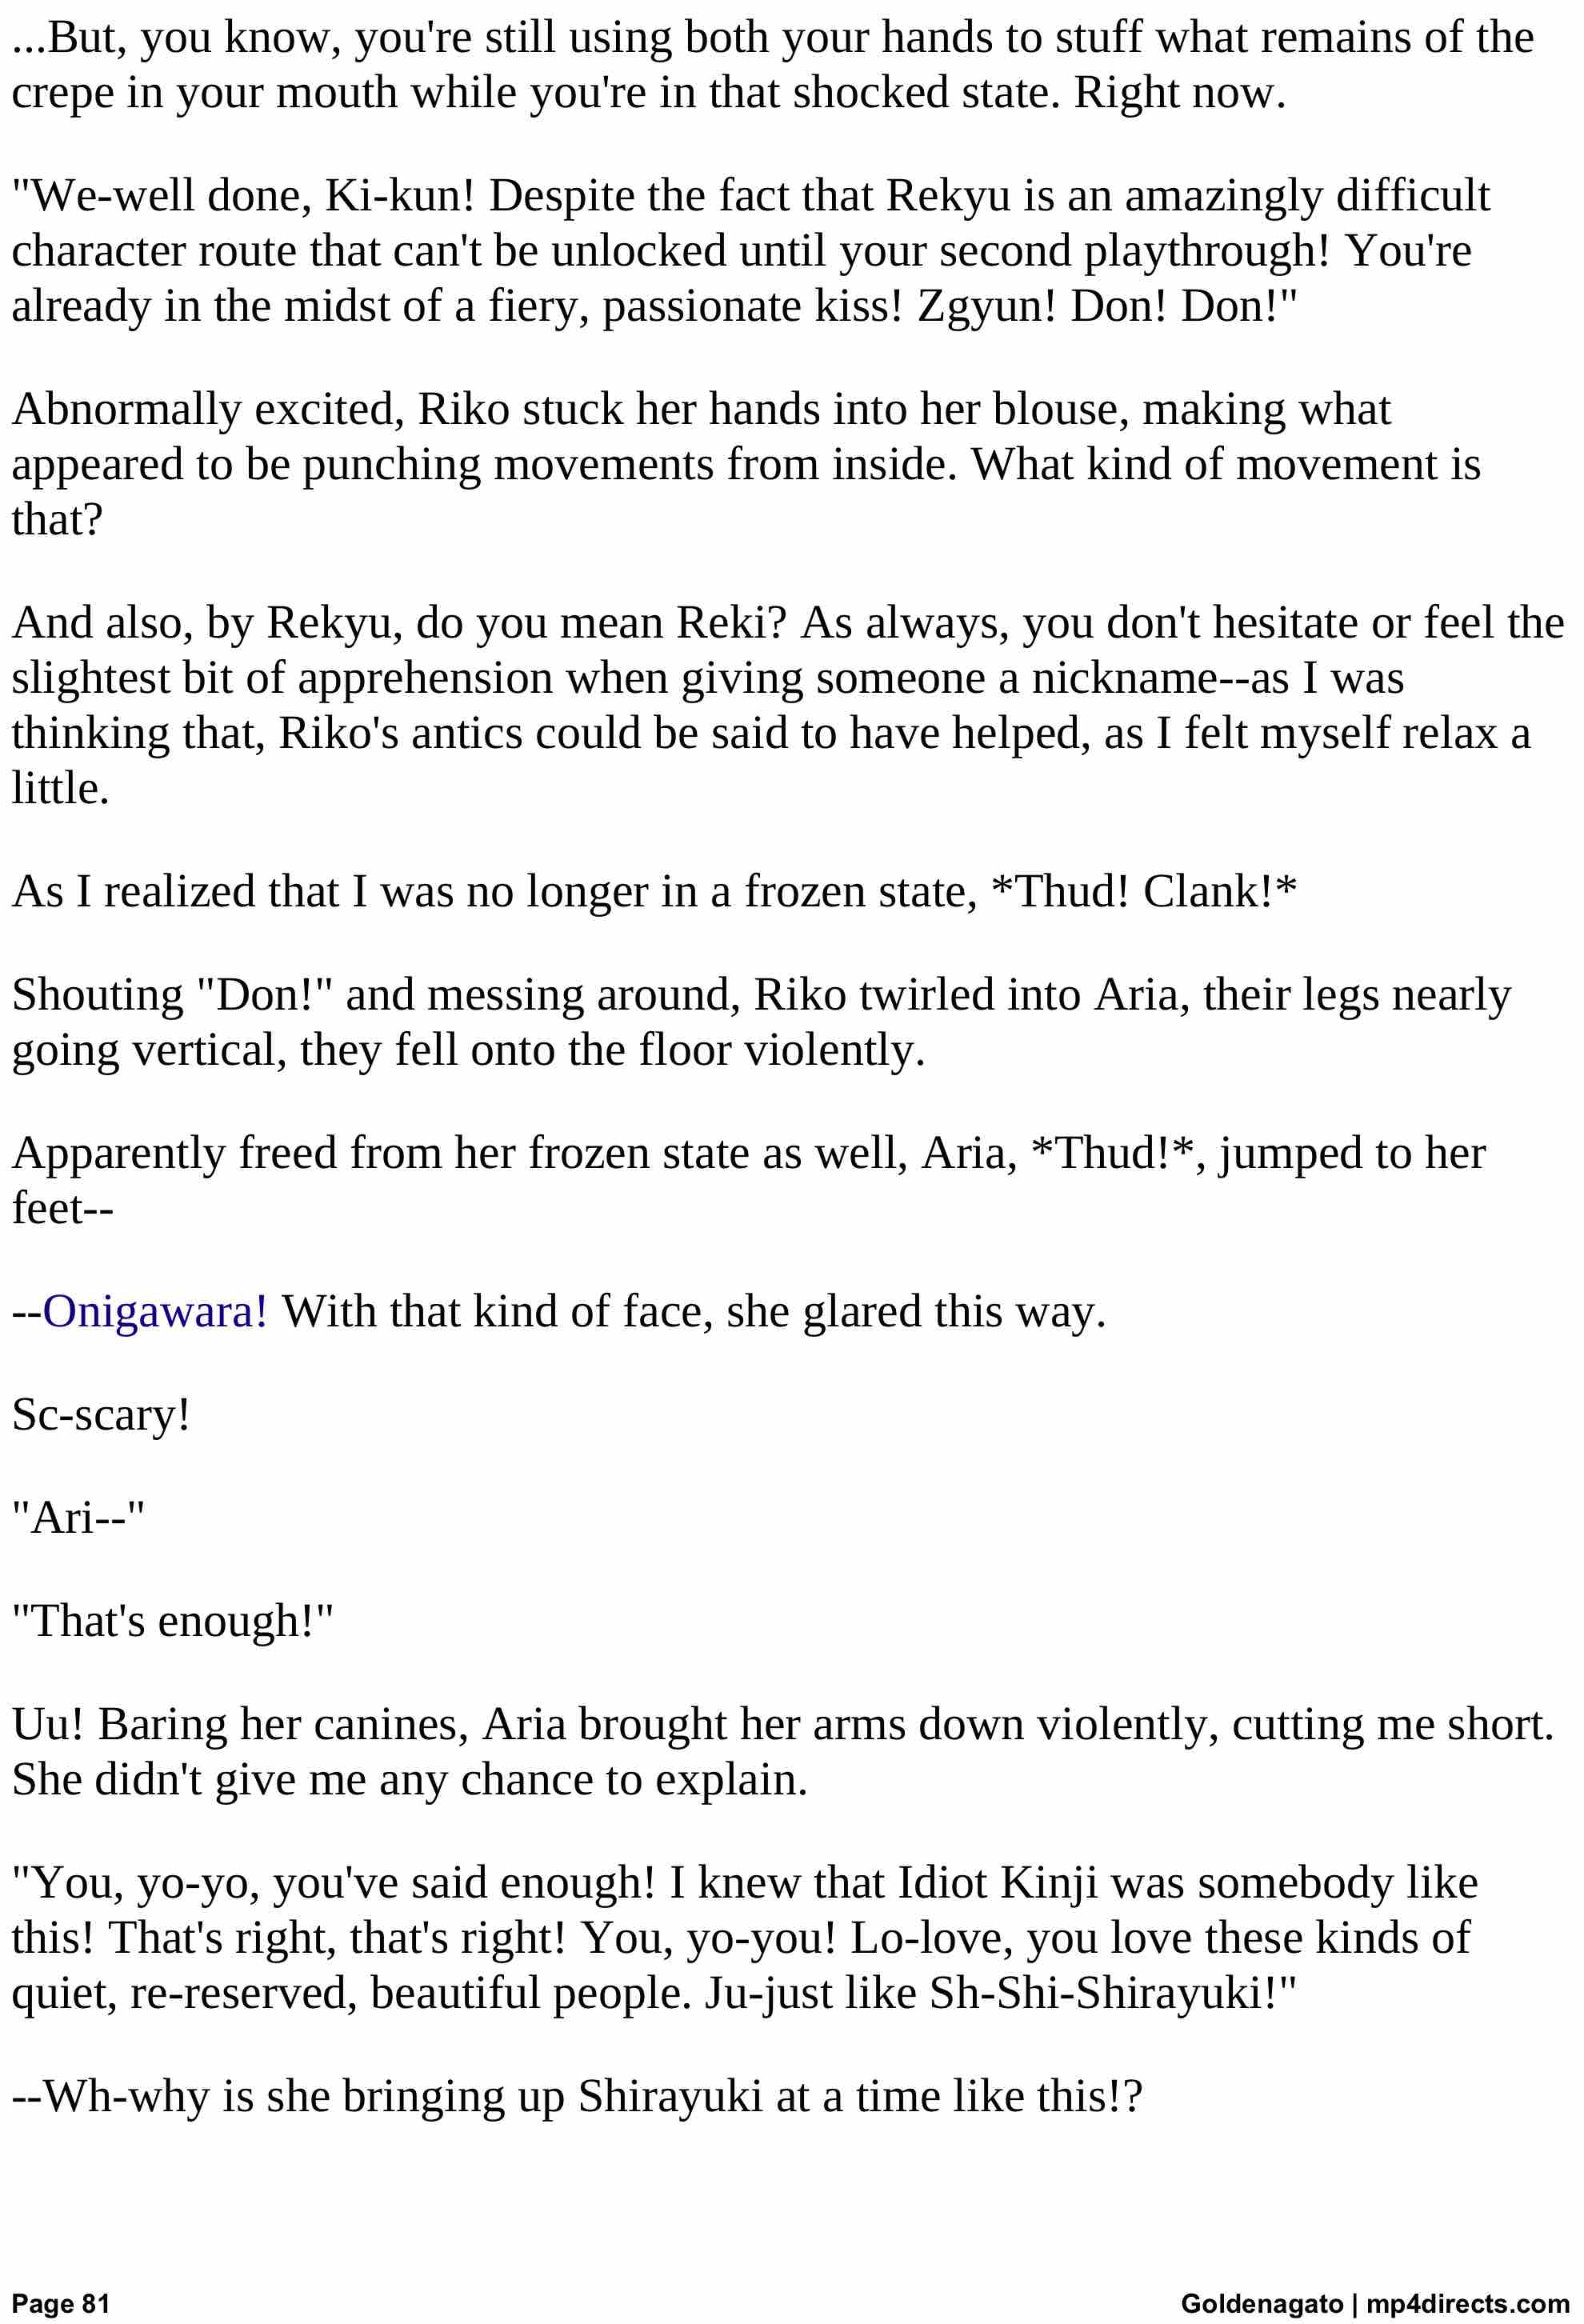 ...But, you know, you're still using both your hands to stuff what remains of the
crepe in your mouth while you're in that shocked state. Right now.
"We-well done, Ki-kun! Despite the fact that Rekyu is an amazingly difficult
character route that can't be unlocked until your second playthrough! You're
already in the midst of a fiery, passionate kiss! Zgyun! Don! Don!"
Abnormally excited, Riko stuck her hands into her blouse, making what
appeared to be punching movements from inside. What kind of movement is
that?
And also, by Rekyu, do you mean Reki? As always, you don't hesitate or feel the
slightest bit of apprehension when giving someone a nickname--as I was
thinking that, Riko's antics could be said to have helped, as I felt myself relax a
little.
As I realized that I was no longer in a frozen state, *Thud! Clank!*
Shouting "Don!" and messing around, Riko twirled into Aria, their legs nearly
going vertical, they fell onto the floor violently.
Apparently freed from her frozen state as well, Aria, *Thud!*, jumped to her
feet--
--Onigawara! With that kind of face, she glared this way.
Sc-scary!
"Ari--"
"That's enough!"
Uu! Baring her canines, Aria brought her arms down violently, cutting me short.
She didn't give me any chance to explain.
"You, yo-yo, you've said enough! I knew that Idiot Kinji was somebody like
this! That's right, that's right! You, yo-you! Lo-love, you love these kinds of
quiet, re-reserved, beautiful people. Ju-just like Sh-Shi-Shirayuki!"
--Wh-why is she bringing up Shirayuki at a time like this!?
Page 81
Goldenagato | mp4directs.com